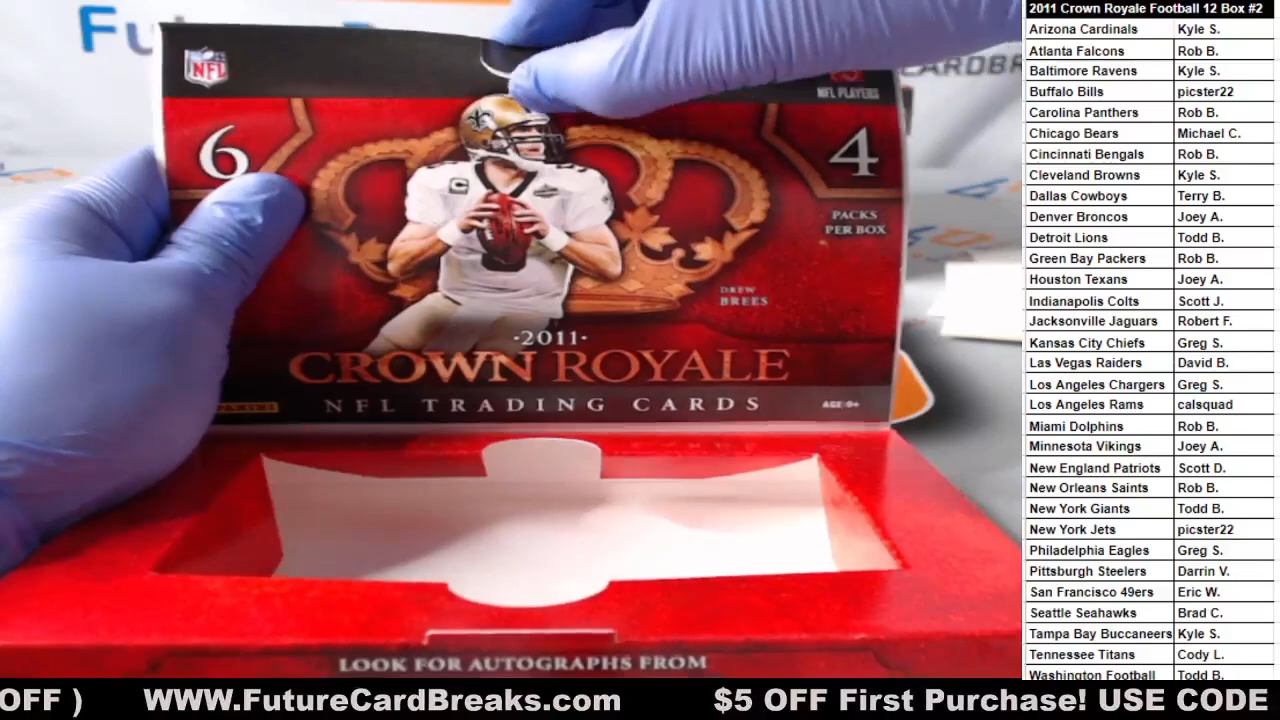 Fu
CARDBR
NFL
NFL PLAYERS
6
4
PACKS
PER BOX
DREW
BREES
·2011·
CROWN ROYALE
NFL TRADING CARDS
AGE: 9+
LOOK FOR AUTOGRAPHS FROM
2011 Crown Royale Football 12 Box #2
Arizona Cardinals Kyle S.
Atlanta Falcons Rob B.
Baltimore Ravens Kyle S.
Buffalo Bills picster22
Carolina Panthers Rob B.
Chicago Bears Michael C.
Cincinnati Bengals Rob B.
Cleveland Browns Kyle S.
Dallas Cowboys Terry B.
Denver Broncos Joey A.
Detroit Lions Todd B.
Green Bay Packers Rob B.
Houston Texans Joey A.
Indianapolis Colts Scott J.
Jacksonville Jaguars Robert F.
Kansas City Chiefs Greg S.
Las Vegas Raiders David B.
Los Angeles Chargers Greg S.
Los Angeles Rams calsquad
Miami Dolphins Rob B.
Minnesota Vikings Joey A.
New England Patriots Scott D.
New Orleans Saints Rob B.
New York Giants Todd B.
New York Jets picster22
Philadelphia Eagles Greg S.
Pittsburgh Steelers Darrin V.
San Francisco 49ers Eric W.
Seattle Seahawks Brad C.
Tampa Bay Buccaneers Kyle S.
Tennessee Titans Cody L.
Washington Football Todd B.
OFF ) WWW.FutureCardBreaks.com $5 OFF First Purchase! USE CODE